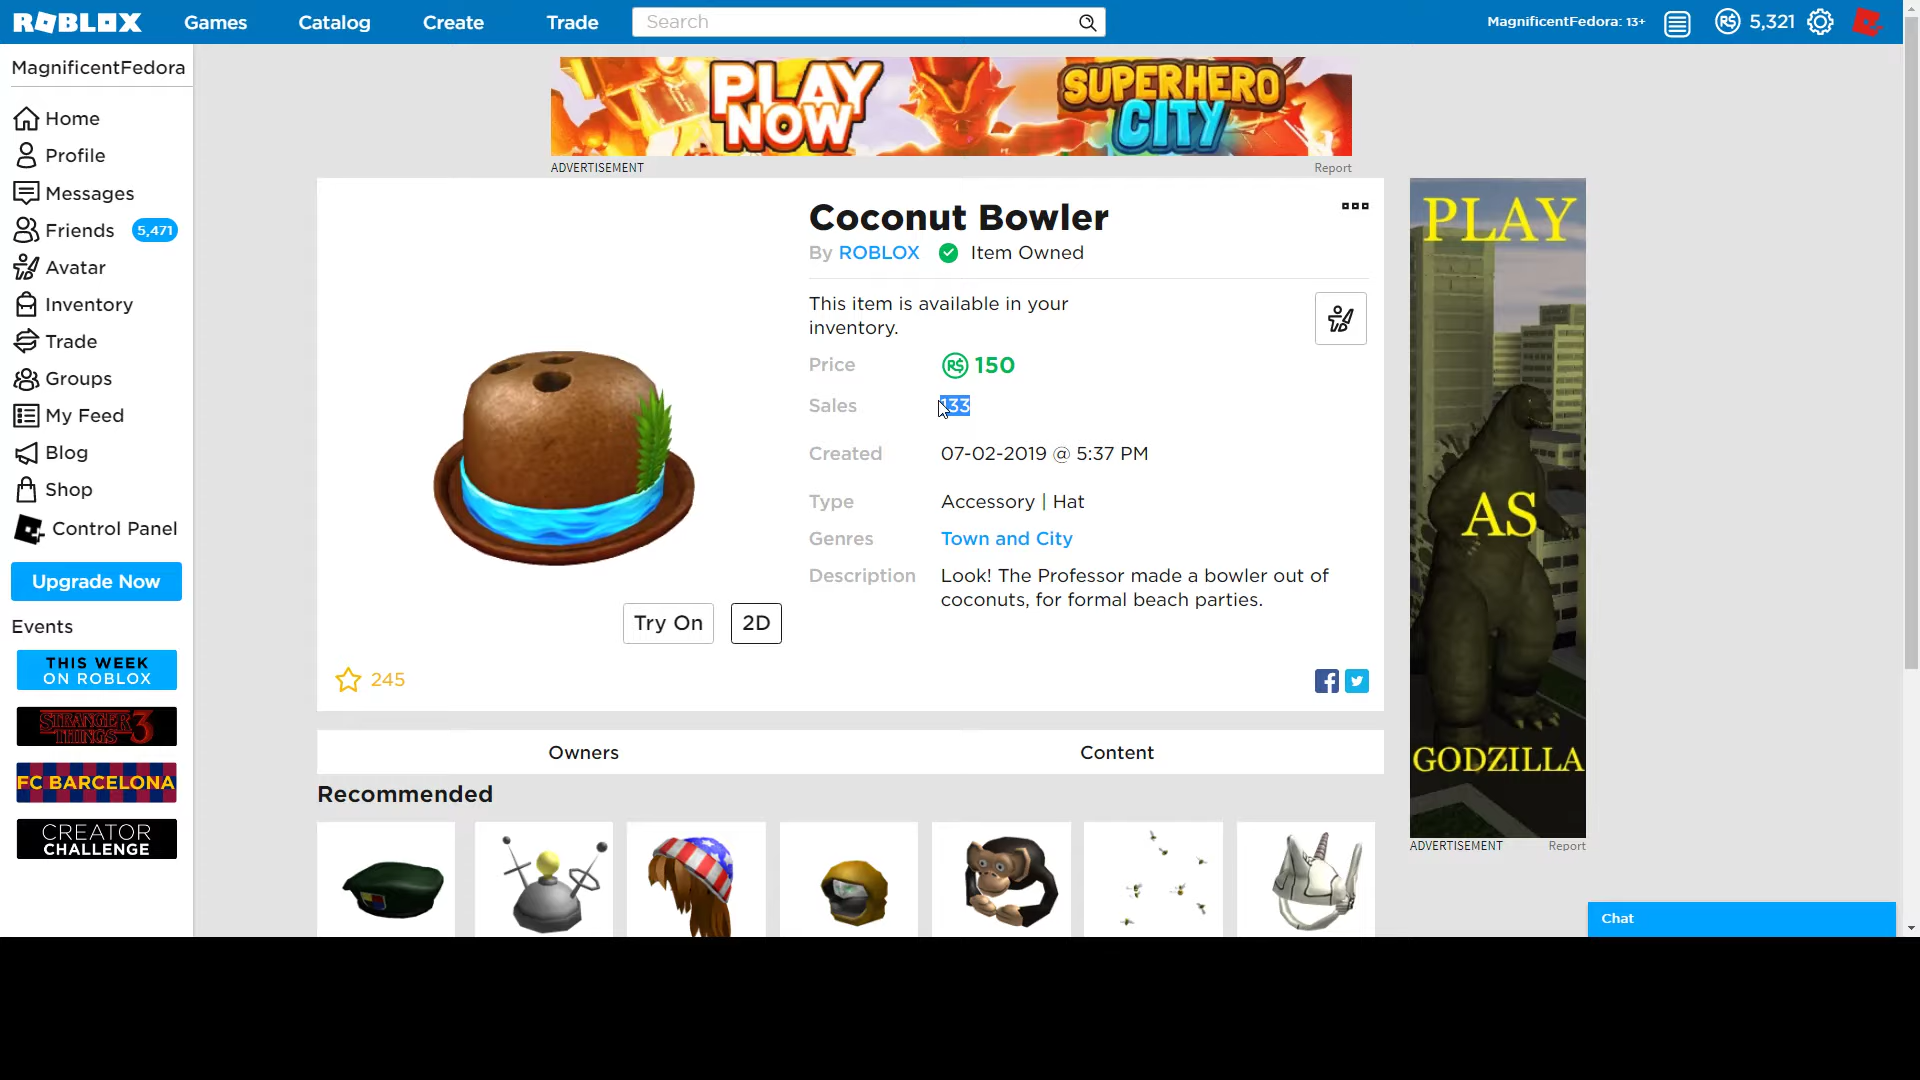 ROBLOX Games Catalog Create Trade Search MagnificentFedora: 13+ R$ 5,321
MagnificentFedora
Home
Profile
Messages
Friends 5,471
Avatar
Inventory
Trade
Groups
My Feed
Blog
Shop
Control Panel
Upgrade Now
Events
THIS WEEK
ON ROBLOX
STRANGER
THINGS 3
FC BARCELONA
CREATOR
CHALLENGE
PLAY
NOW
SUPERHERO
CITY
ADVERTISEMENT Report
Coconut Bowler
By ROBLOX Item Owned
This item is available in your
inventory.
Price R$ 150
Sales 133
Created 07-02-2019 @ 5:37 PM
Type Accessory | Hat
Genres Town and City
Description Look! The Professor made a bowler out of
coconuts, for formal beach parties.
Try On 2D
245
Owners Content
Recommended
PLAY
AS
GODZILLA
ADVERTISEMENT Report
Chat